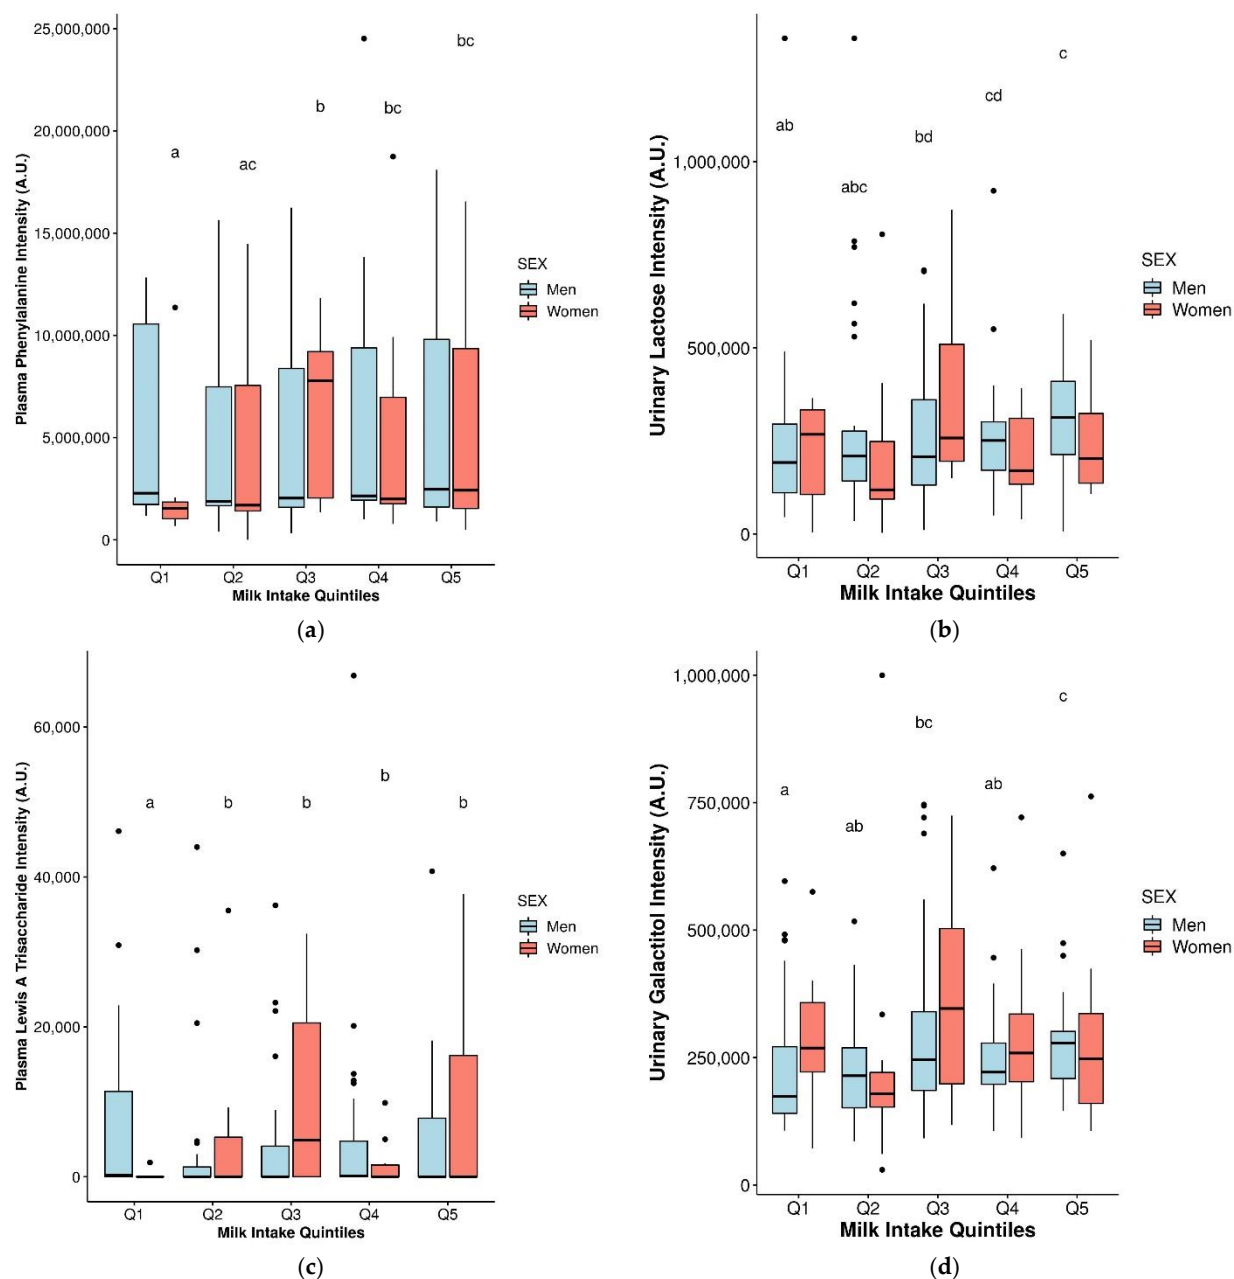 25,000,000
20,000,000
15,000,000
10,000,000
5,000,000
0
Plasma Phenylalanine Intensity (A.U.)
a
ac
b
bc
bc
SEX
Men
Women
Q1 Q2 Q3 Q4 Q5
Milk Intake Quintiles
(a)
1,000,000
500,000
0
Urinary Lactose Intensity (A.U.)
ab
abc
bd
cd
c
SEX
Men
Women
Q1 Q2 Q3 Q4 Q5
Milk Intake Quintiles
(b)
60,000
40,000
20,000
0
Plasma Lewis A Trisaccharide Intensity (A.U.)
a
b
b
b
b
SEX
Men
Women
Q1 Q2 Q3 Q4 Q5
Milk Intake Quintiles
(c)
1,000,000
750,000
500,000
250,000
0
Urinary Galactitol Intensity (A.U.)
a
ab
bc
ab
c
SEX
Men
Women
Q1 Q2 Q3 Q4 Q5
Milk Intake Quintiles
(d)